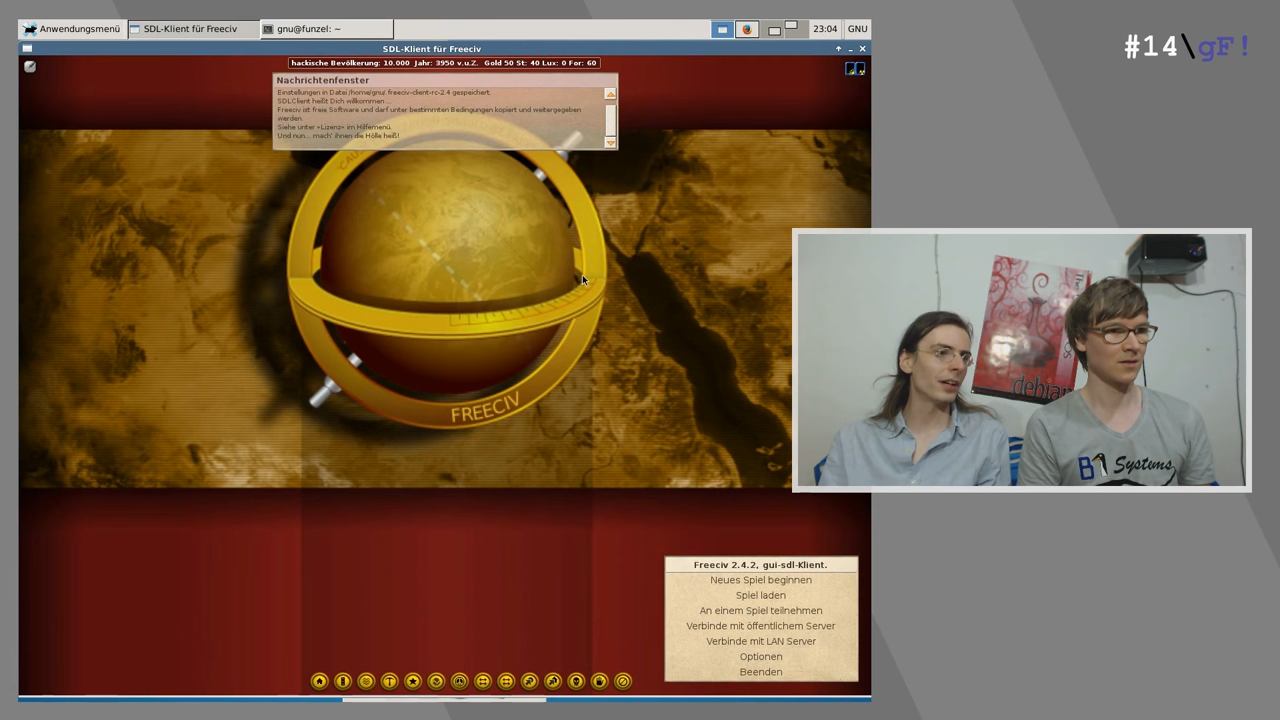 Anwendungsmenü
SDL-Klient für Freeciv
gnu@funzel: ~
23:04
GNU
SDL-Klient für Freeciv
hackische Bevölkerung: 10.000 Jahr: 3950 v.u.Z. Gold 50 St: 40 Lux: 0 For: 60
Nachrichtenfenster
Einstellungen in Datei /home/gnu/.freeciv-client-rc-2.4 gespeichert.
SDLClient heißt Dich willkommen ...
Freeciv ist freie Software und darf unter bestimmten Bedingungen kopiert und weitergegeben
werden.
Siehe unter »Lizenz« im Hilfemenü.
Und nun... mach' ihnen die Hölle heiß!
FREECIV
Freeciv 2.4.2, gui-sdl-Klient.
Neues Spiel beginnen
Spiel laden
An einem Spiel teilnehmen
Verbinde mit öffentlichem Server
Verbinde mit LAN Server
Optionen
Beenden
#14\gF!
debian
B1 Systems